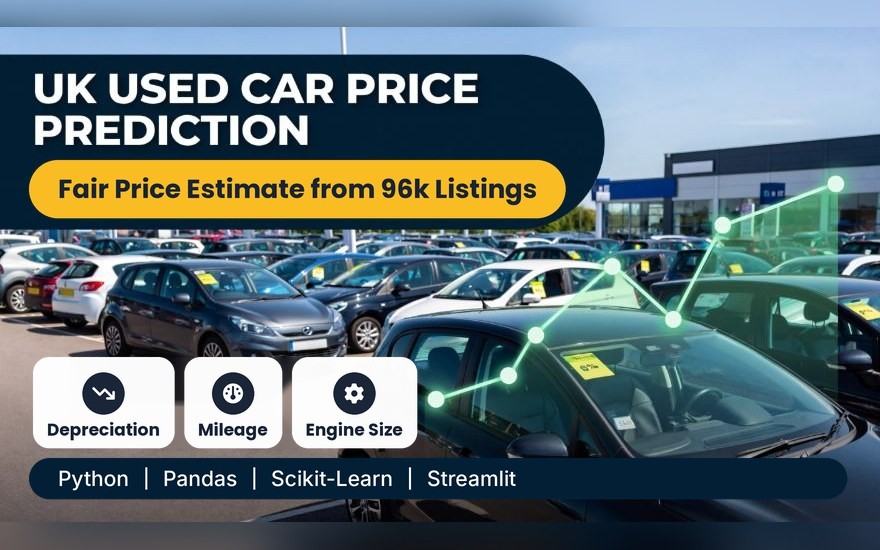 UK USED CAR PRICE
PREDICTION
Fair Price Estimate from 96k Listings
Depreciation
Mileage
Engine Size
Python | Pandas | Scikit-Learn | Streamlit